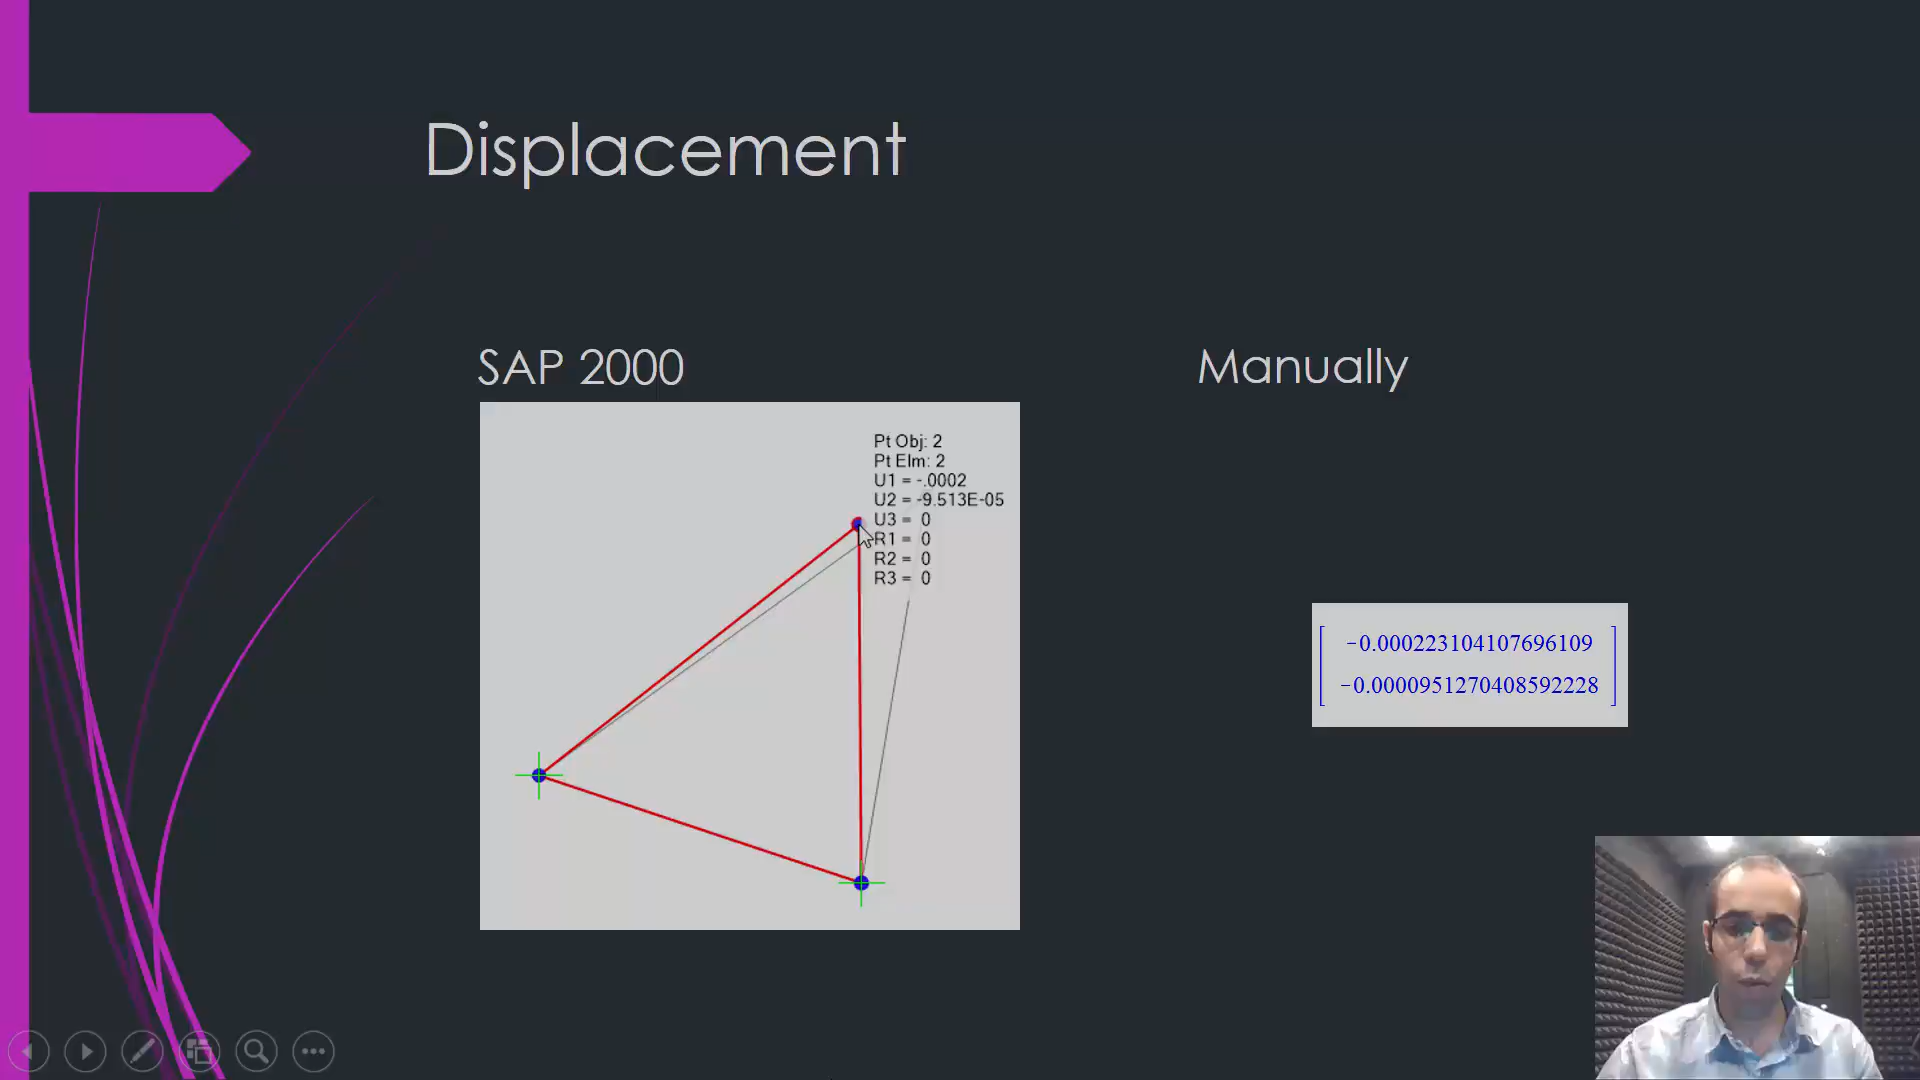 Displacement
SAP 2000
Manually
Pt Obj: 2
Pt Elm: 2
U1 = -.0002
U2 = -9.513E-05
U3 = 0
R1 = 0
R2 = 0
R3 = 0
-0.000223104107696109
-0.0000951270408592228